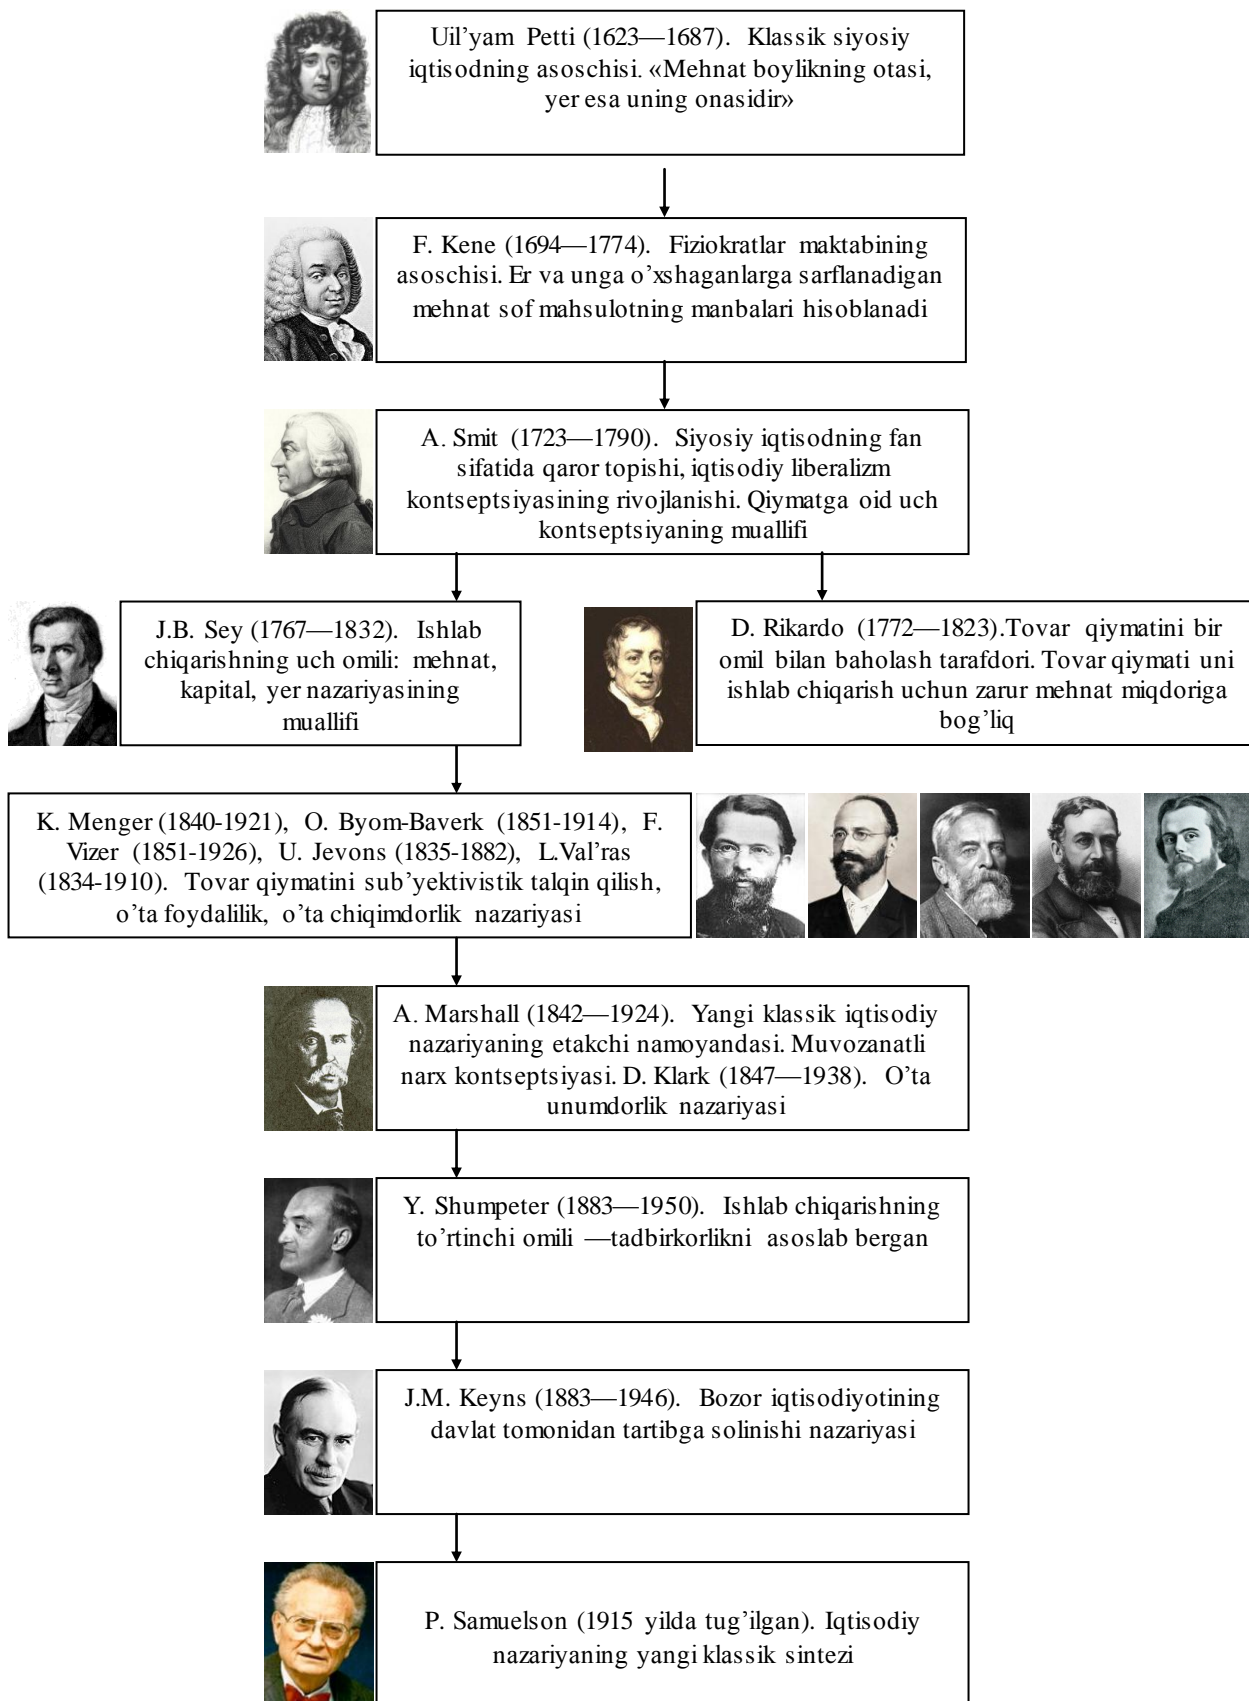 Uil’yam Petti (1623—1687). Klassik siyosiy
iqtisodning asoschisi. «Mehnat boylikning otasi,
yer esa uning onasidir»
F. Kene (1694—1774). Fiziokratlar maktabining
asoschisi. Er va unga o’xshaganlarga sarflanadigan
mehnat sof mahsulotning manbalari hisoblanadi
A. Smit (1723—1790). Siyosiy iqtisodning fan
sifatida qaror topishi, iqtisodiy liberalizm
kontseptsiyasining rivojlanishi. Qiymatga oid uch
kontseptsiyaning muallifi
J.B. Sey (1767—1832). Ishlab
chiqarishning uch omili: mehnat,
kapital, yer nazariyasining
muallifi
D. Rikardo (1772—1823).Tovar qiymatini bir
omil bilan baholash tarafdori. Tovar qiymati uni
ishlab chiqarish uchun zarur mehnat miqdoriga
bog’liq
K. Menger (1840-1921), O. Byom-Baverk (1851-1914), F.
Vizer (1851-1926), U. Jevons (1835-1882), L.Val’ras
(1834-1910). Tovar qiymatini sub’yektivistik talqin qilish,
o’ta foydalilik, o’ta chiqimdorlik nazariyasi
A. Marshall (1842—1924). Yangi klassik iqtisodiy
nazariyaning etakchi namoyandasi. Muvozanatli
narx kontseptsiyasi. D. Klark (1847—1938). O’ta
unumdorlik nazariyasi
Y. Shumpeter (1883—1950). Ishlab chiqarishning
to’rtinchi omili —tadbirkorlikni asoslab bergan
J.M. Keyns (1883—1946). Bozor iqtisodiyotining
davlat tomonidan tartibga solinishi nazariyasi
P. Samuelson (1915 yilda tug’ilgan). Iqtisodiy
nazariyaning yangi klassik sintezi